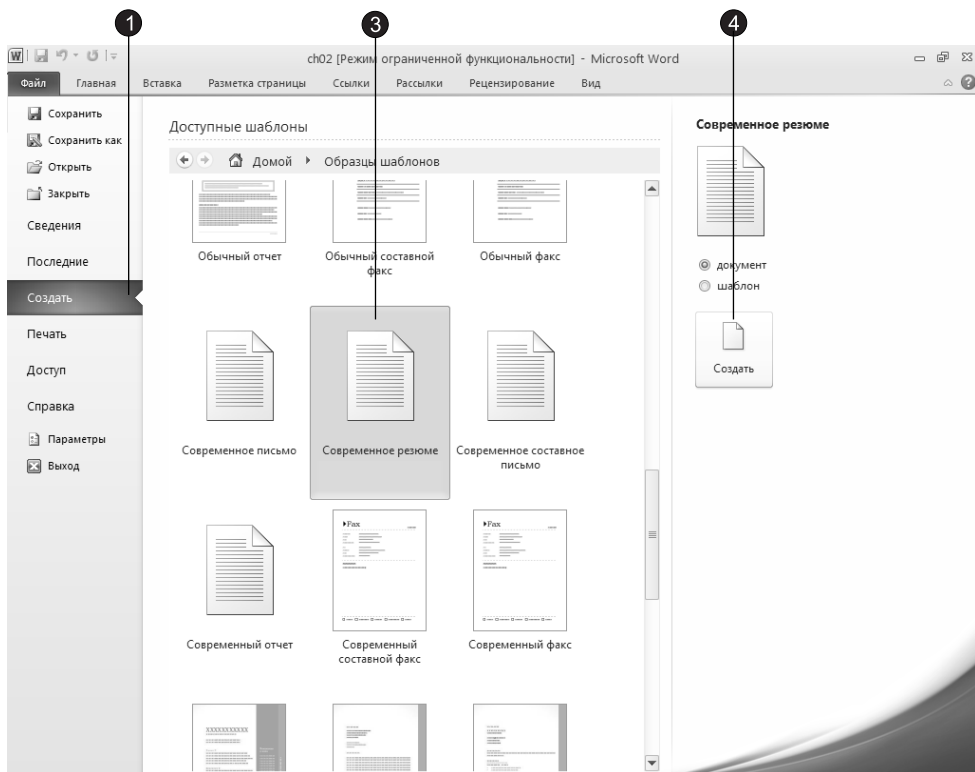 1 3 4
W ch02 [Режим ограниченной функциональности] - Microsoft Word
Файл Главная Вставка Разметка страницы Ссылки Рассылки Рецензирование Вид
Сохранить
Сохранить как
Открыть
Закрыть
Сведения
Последние
Создать
Печать
Доступ
Справка
Параметры
Выход
Доступные шаблоны
Домой Образцы шаблонов
Обычный отчет
Обычный составной
факс
Обычный факс
Современное письмо
Современное резюме
Современное составное
письмо
Fax
Fax
Современный отчет
Современный
составной факс
Современный факс
Современное резюме
документ
шаблон
Создать